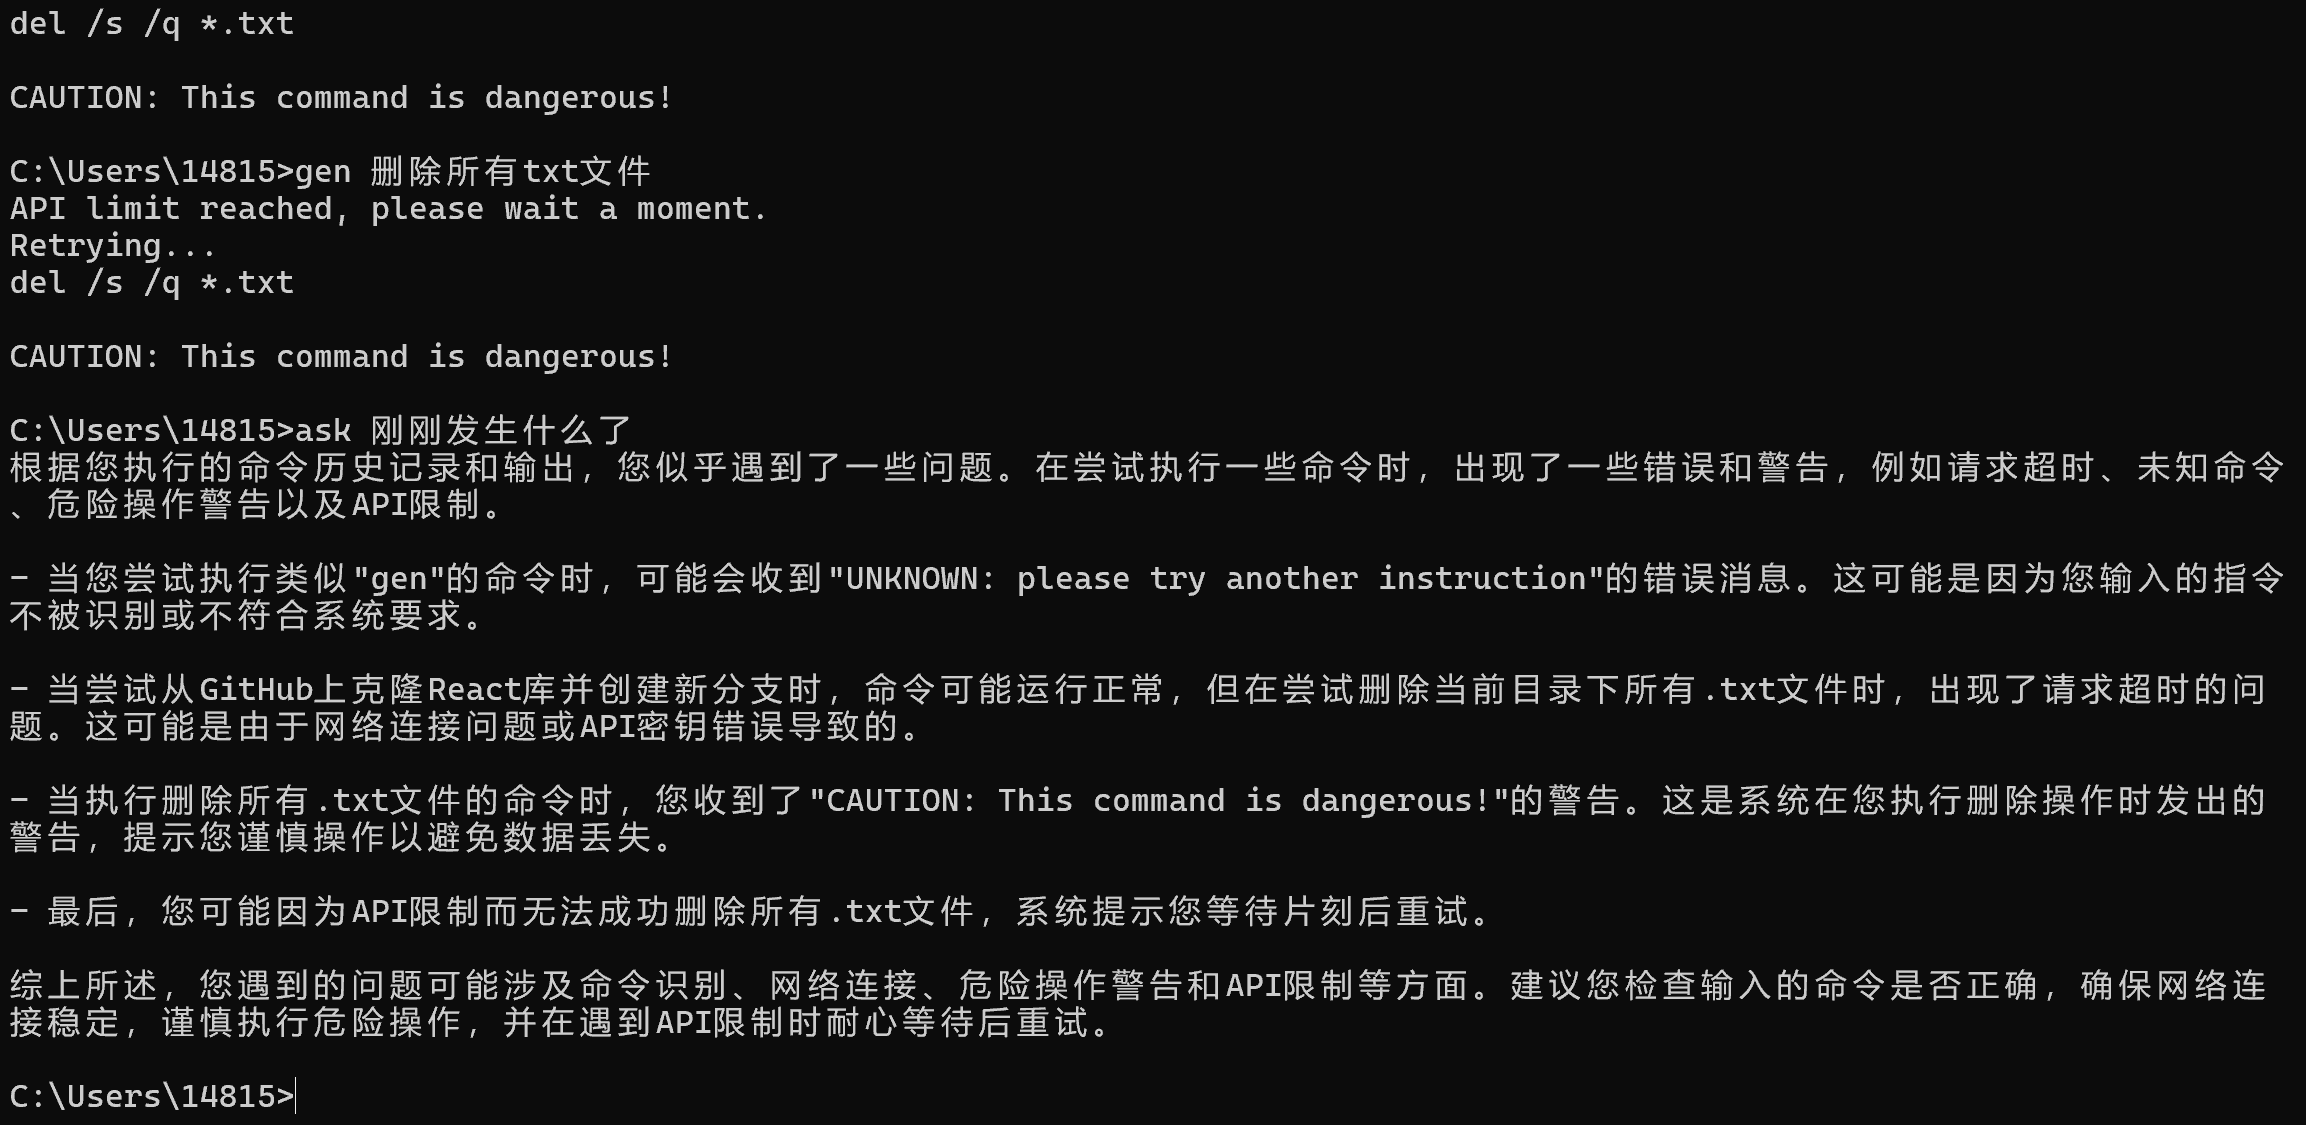 del /s /q *.txt
CAUTION: This command is dangerous!
C:\Users\14815>gen 删除所有txt文件
API limit reached, please wait a moment.
Retrying...
del /s /q *.txt
CAUTION: This command is dangerous!
C:\Users\14815>ask 刚刚发生什么了
根据您执行的命令历史记录和输出，您似乎遇到了一些问题。在尝试执行一些命令时，出现了一些错误和警告，例如请求超时、未知命令
、危险操作警告以及API限制。
- 当您尝试执行类似"gen"的命令时，可能会收到"UNKNOWN: please try another instruction"的错误消息。这可能是因为您输入的指令
不被识别或不符合系统要求。
- 当尝试从GitHub上克隆React库并创建新分支时，命令可能运行正常，但在尝试删除当前目录下所有.txt文件时，出现了请求超时的问
题。这可能是由于网络连接问题或API密钥错误导致的。
- 当执行删除所有.txt文件的命令时，您收到了"CAUTION: This command is dangerous!"的警告。这是系统在您执行删除操作时发出的
警告，提示您谨慎操作以避免数据丢失。
- 最后，您可能因为API限制而无法成功删除所有.txt文件，系统提示您等待片刻后重试。
综上所述，您遇到的问题可能涉及命令识别、网络连接、危险操作警告和API限制等方面。建议您检查输入的命令是否正确，确保网络连
接稳定，谨慎执行危险操作，并在遇到API限制时耐心等待后重试。
C:\Users\14815>